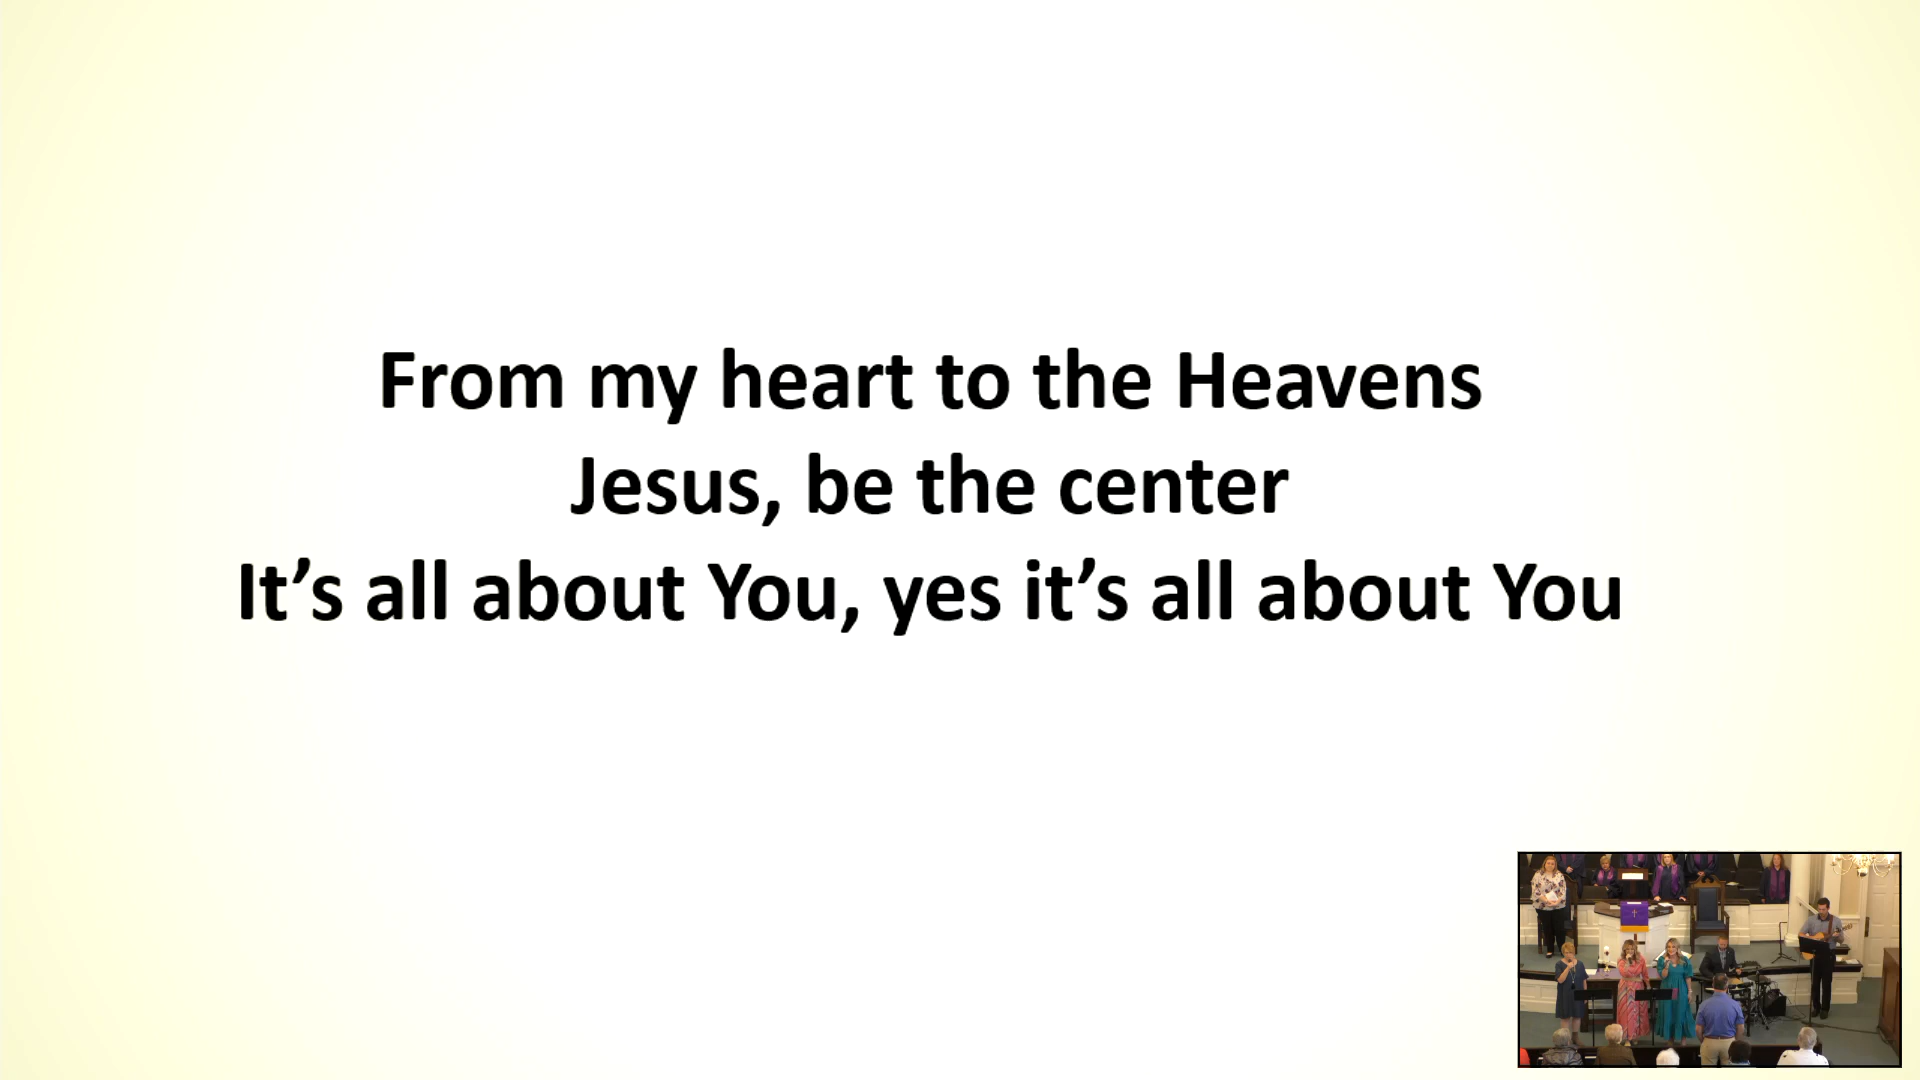 From my heart to the Heavens
Jesus, be the center
It’s all about You, yes it’s all about You